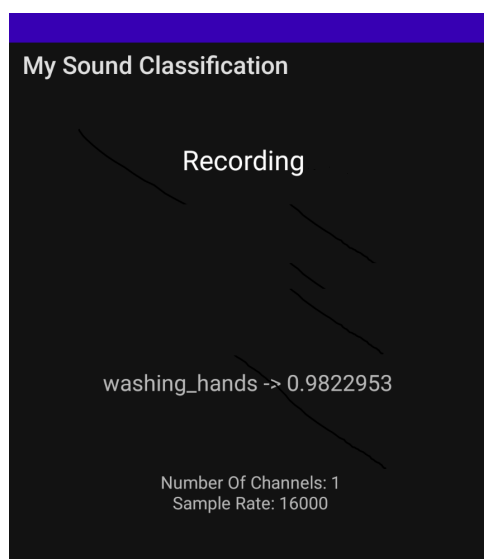 My Sound Classification
Recording
washing_hands -> 0.9822953
Number Of Channels: 1
Sample Rate: 16000